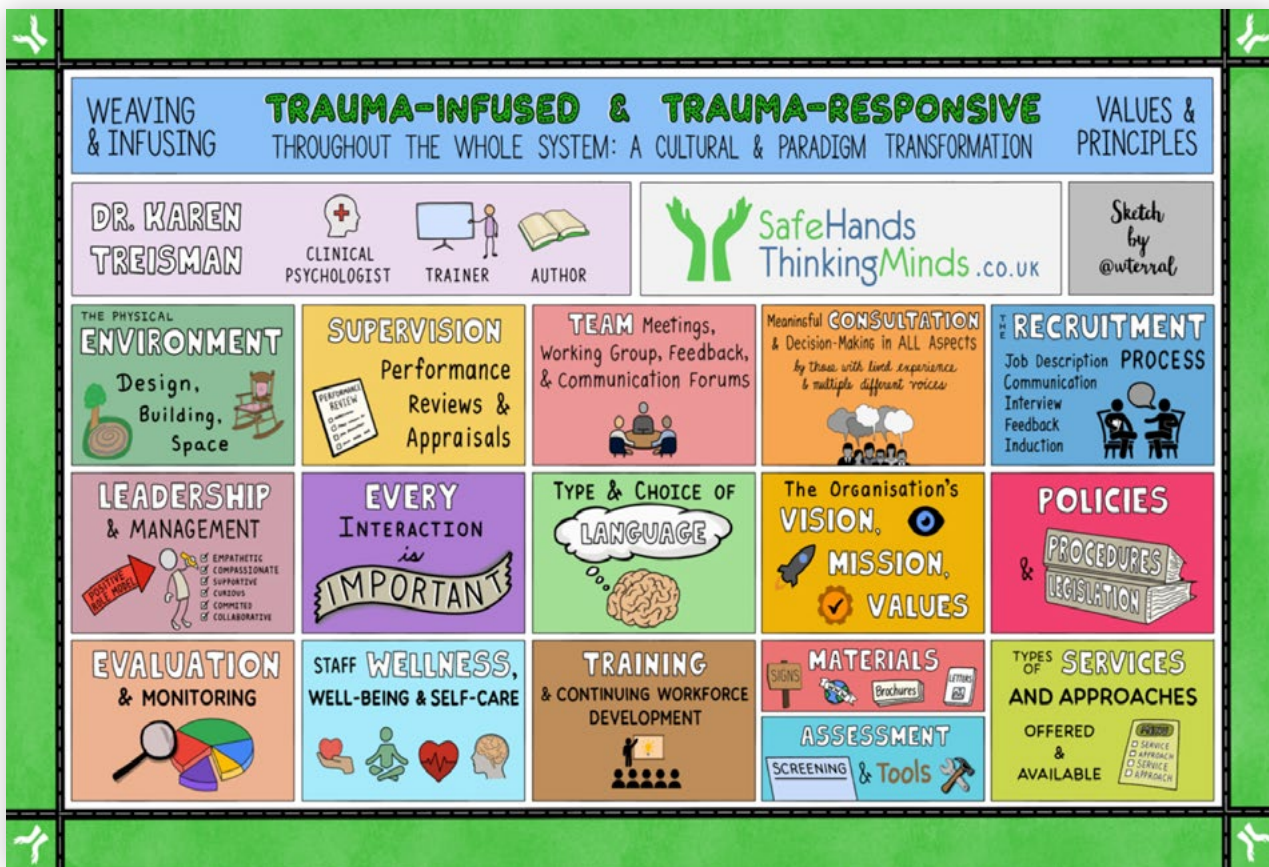 WEAVING
& INFUSING
TRAUMA-INFUSED & TRAUMA-RESPONSIVE
THROUGHOUT THE WHOLE SYSTEM: A CULTURAL & PARADIGM TRANSFORMATION
VALUES &
PRINCIPLES
DR. KAREN
TREISMAN
CLINICAL
PSYCHOLOGIST
TRAINER
AUTHOR
SafeHands
ThinkingMinds.CO.UK
Sketch
by
@wterral
THE PHYSICAL
ENVIRONMENT
Design,
Building,
Space
SUPERVISION
Performance
Reviews &
Appraisals
PERFORMANCE
REVIEW
TEAM Meetings,
Working Group, Feedback,
& Communication Forums
Meaningful CONSULTATION
& Decision-Making in ALL Aspects
by those with lived experience
& multiple different voices
THE RECRUITMENT
PROCESS
Job Description
Communication
Interview
Feedback
Induction
LEADERSHIP
& MANAGEMENT
POSITIVE
ROLE MODEL
EMPATHETIC
COMPASSIONATE
SUPPORTIVE
CURIOUS
COMMITED
COLLABORATIVE
EVERY
INTERACTION
is
IMPORTANT
TYPE & CHOICE OF
LANGUAGE
The Organisation's
VISION,
MISSION,
VALUES
POLICIES
&
PROCEDURES
LEGISLATION
EVALUATION
& MONITORING
STAFF WELLNESS,
WELL-BEING & SELF-CARE
TRAINING
& CONTINUING WORKFORCE
DEVELOPMENT
MATERIALS
SIGNS
Brochures
LETTERS
ASSESSMENT
SCREENING
& Tools
TYPES
OF
SERVICES
AND APPROACHES
OFFERED
&
AVAILABLE
SERVICE
APPROACH
SERVICE
APPROACH